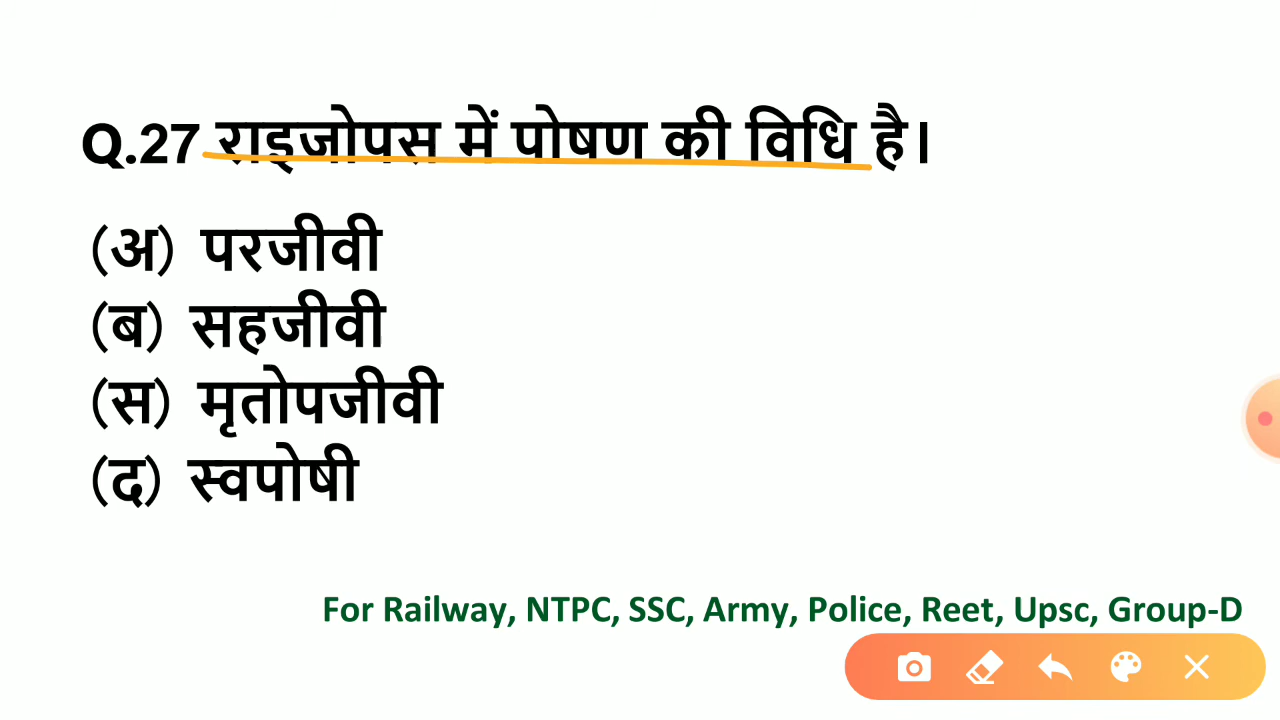 Q.27 राइजोपस में पोषण की विधि है।
(अ) परजीवी
(ब) सहजीवी
(स) मृतोपजीवी
(द) स्वपोषी
For Railway, NTPC, SSC, Army, Police, Reet, Upsc, Group-D